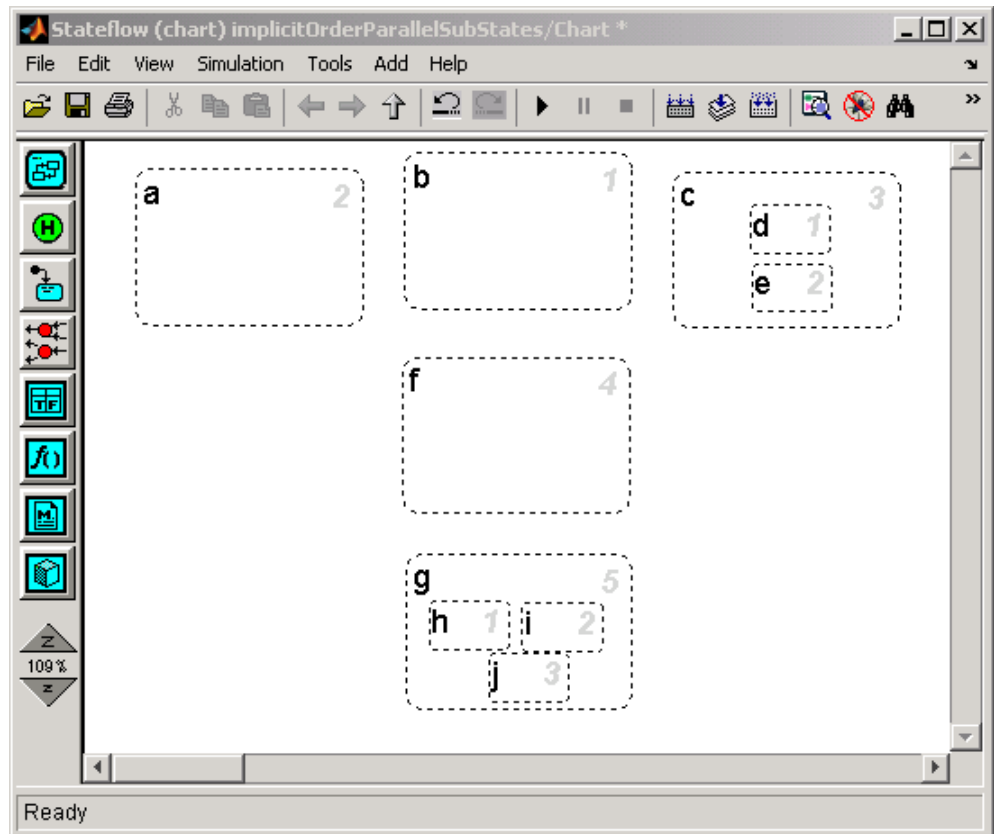 Stateflow (chart) implicitOrderParallelSubStates/Chart *
File Edit View Simulation Tools Add Help
a 2
b 1
c 3
d 1
e 2
f 4
g 5
h 1
i 2
j 3
H
TF
f()
M
Z
109%
Z
Ready